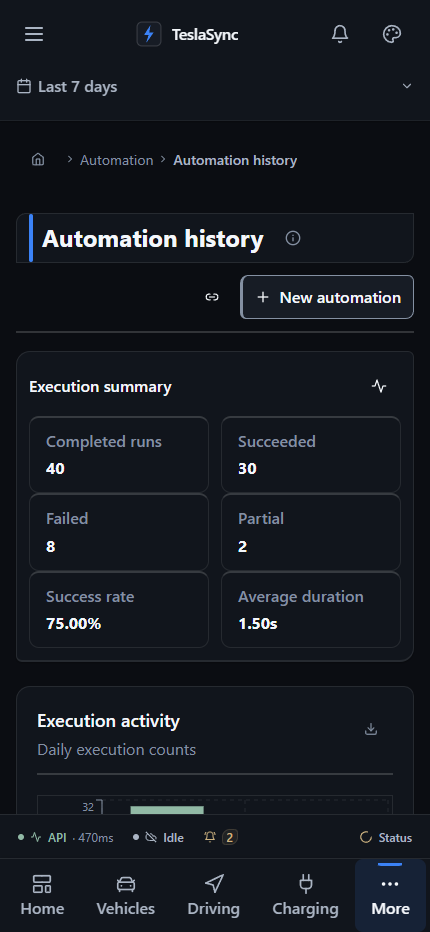 TeslaSync
Last 7 days
Automation
Automation history
Automation history
New automation
Execution summary
Completed runs
40
Succeeded
30
Failed
8
Partial
2
Success rate
75.00%
Average duration
1.50s
Execution activity
Daily execution counts
32
API · 470ms
Idle
2
Status
Home
Vehicles
Driving
Charging
More